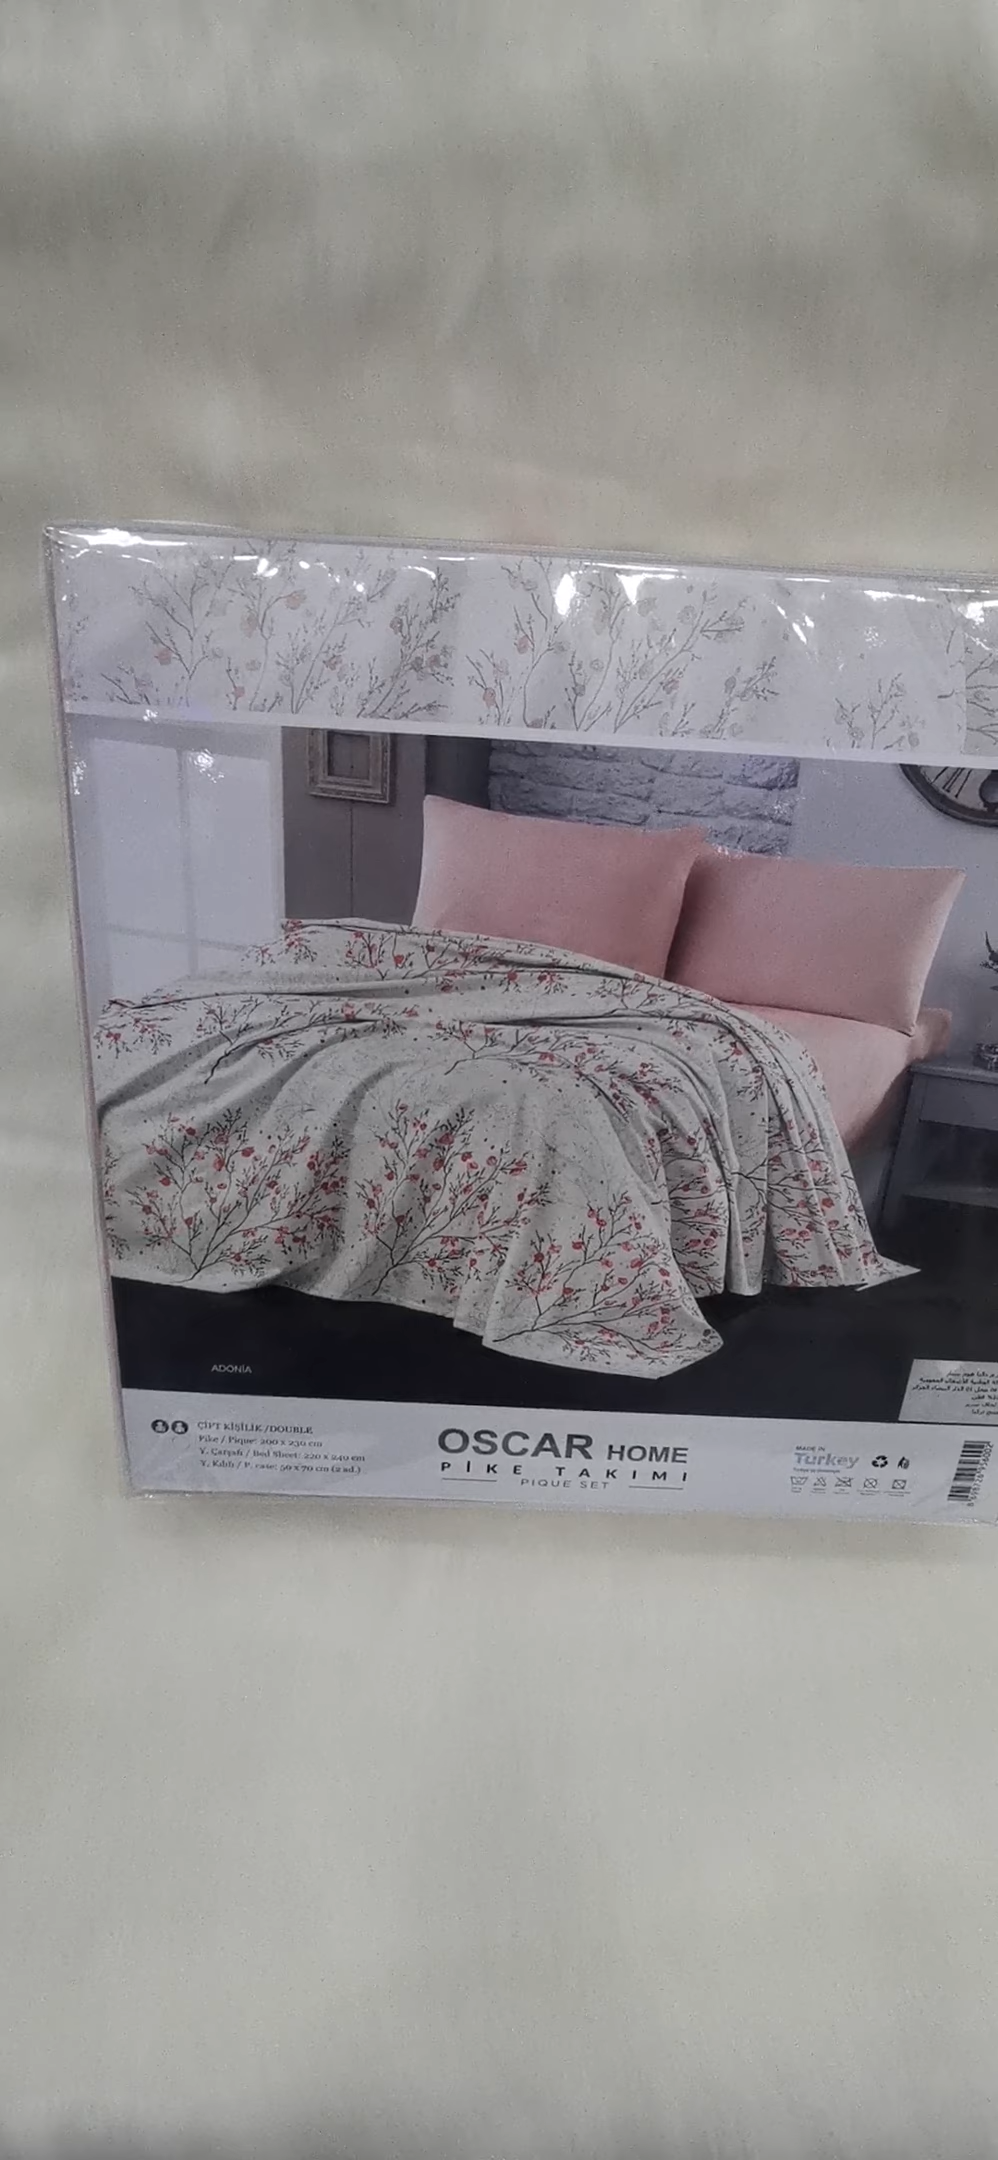 ADONİA
ÇİFT KİŞİLİK / DOUBLE
Pike / Pique: 200 x 230 cm
Y. Çarşafı / Bed Sheet: 220 x 240 cm
Y. Kılıfı / P. case: 50 x 70 cm (2 ad.)
OSCAR HOME
PİKE TAKIMI
PIQUE SET
MADE IN
Turkey